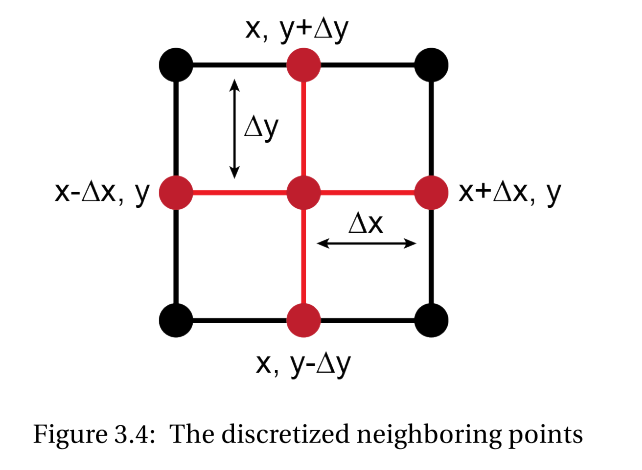 x, y+Δy
Δy
x-Δx, y
x+Δx, y
Δx
x, y-Δy
Figure 3.4: The discretized neighboring points